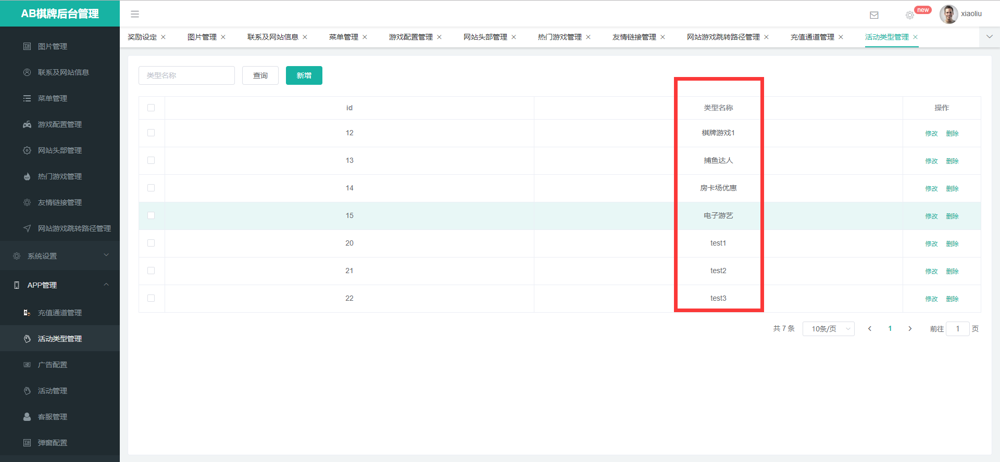 AB棋牌后台管理
new
xiaoliu
奖励设定 图片管理 联系及网站信息 菜单管理 游戏配置管理 网站头部管理 热门游戏管理 友情链接管理 网站游戏跳转路径管理 充值通道管理 活动类型管理
图片管理
联系及网站信息
菜单管理
游戏配置管理
网站头部管理
热门游戏管理
友情链接管理
网站游戏跳转路径管理
系统设置
APP管理
充值通道管理
活动类型管理
广告配置
活动管理
客服管理
弹窗配置
类型名称 查询 新增
id 类型名称 操作
12 棋牌游戏1 修改 删除
13 捕鱼达人 修改 删除
14 房卡场优惠 修改 删除
15 电子游艺 修改 删除
20 test1 修改 删除
21 test2 修改 删除
22 test3 修改 删除
共 7 条 10条/页 1 前往 1 页